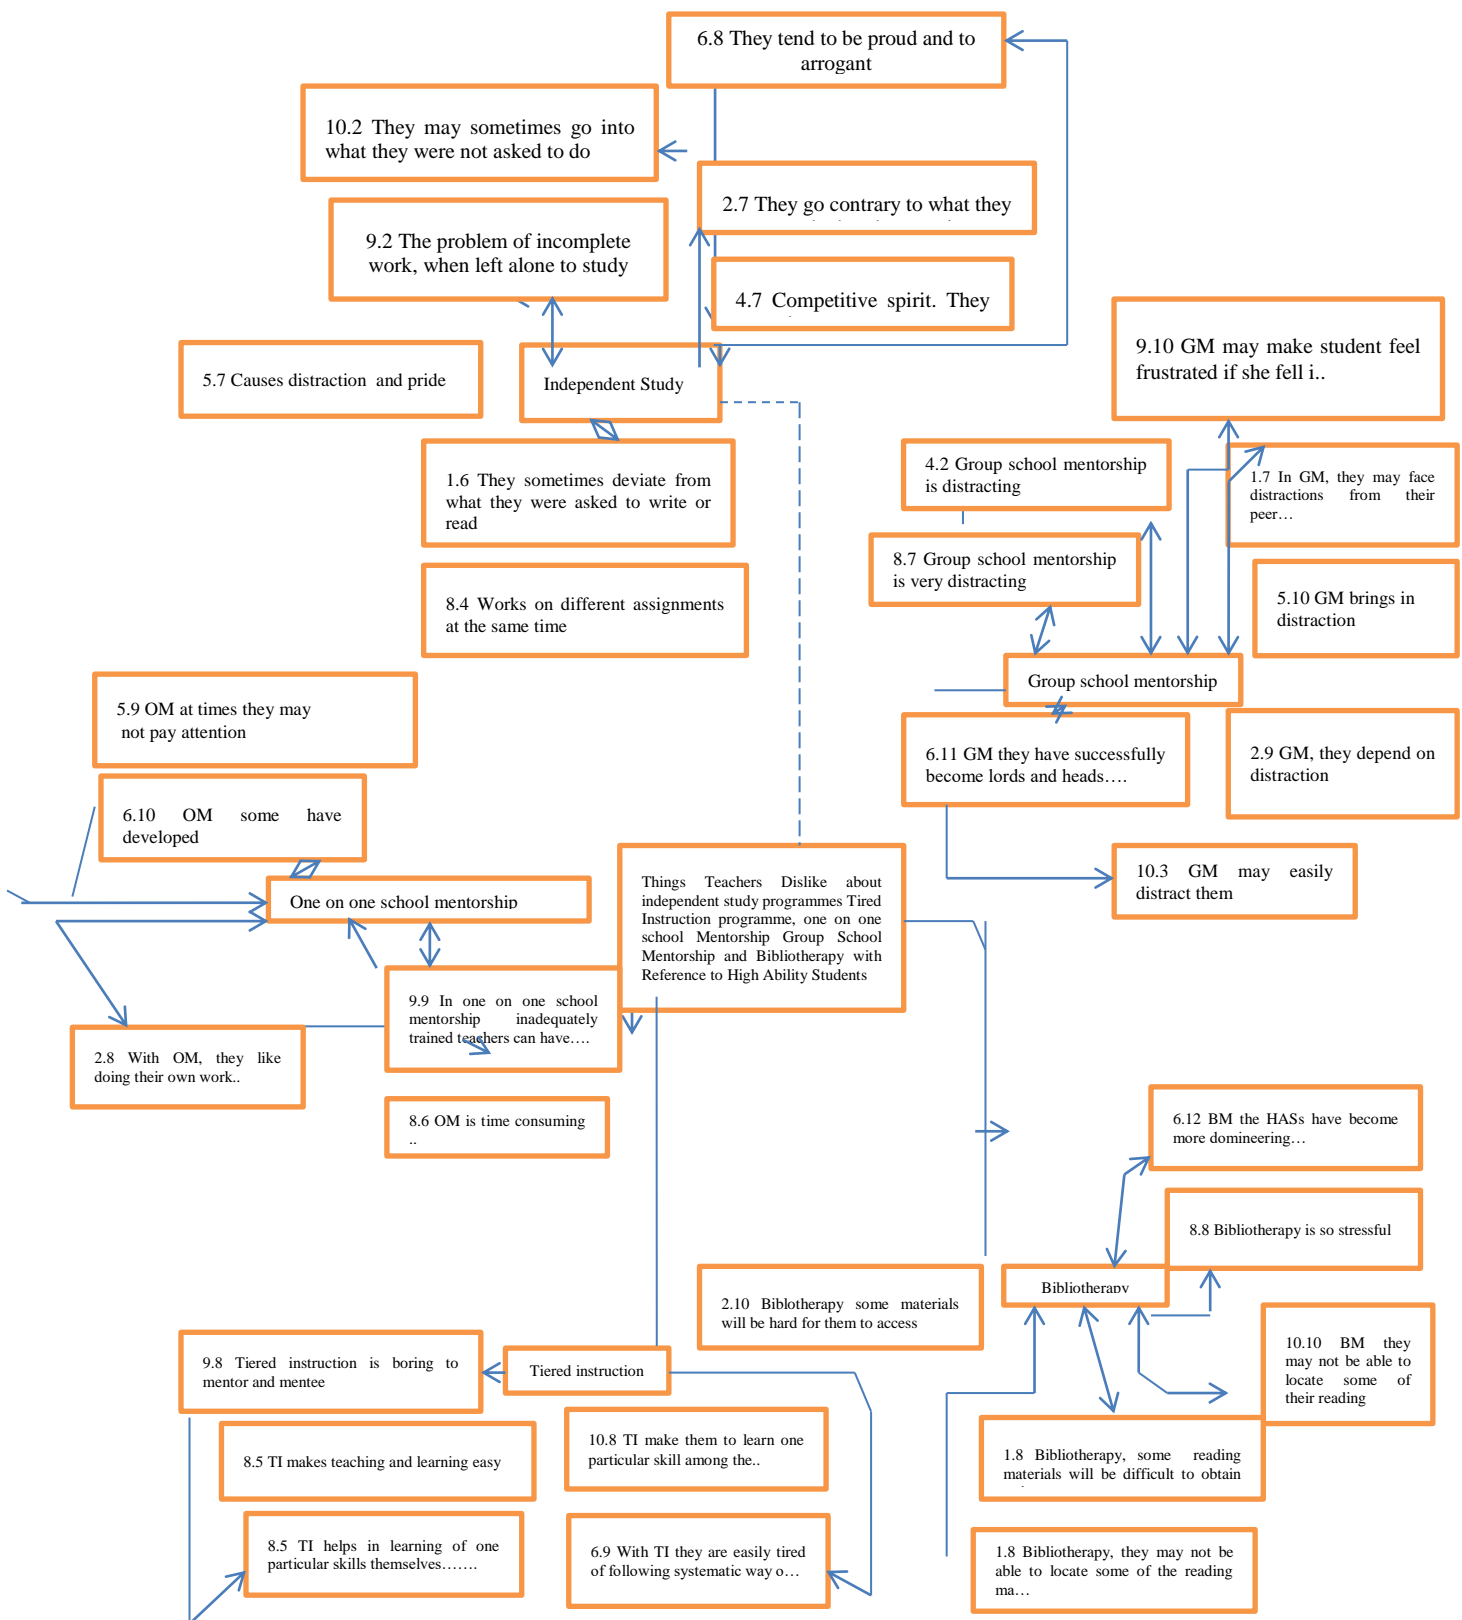 6.8 They tend to be proud and to
arrogant
10.2 They may sometimes go into
what they were not asked to do
2.7 They go contrary to what they
9.2 The problem of incomplete
work, when left alone to study
4.7 Competitive spirit. They
9.10 GM may make student feel
frustrated if she fell i..
5.7 Causes distraction and pride
Independent Study
4.2 Group school mentorship
is distracting
1.7 In GM, they may face
distractions from their
peer…
1.6 They sometimes deviate from
what they were asked to write or
read
8.7 Group school mentorship
is very distracting
8.4 Works on different assignments
at the same time
5.10 GM brings in
distraction
Group school mentorship
5.9 OM at times they may
not pay attention
6.11 GM they have successfully
become lords and heads….
2.9 GM, they depend on
distraction
6.10 OM some have
developed
10.3 GM may easily
distract them
One on one school mentorship
Things Teachers Dislike about
independent study programmes Tired
Instruction programme, one on one
school Mentorship Group School
Mentorship and Bibliotherapy with
Reference to High Ability Students
9.9 In one on one school
mentorship inadequately
trained teachers can have….
2.8 With OM, they like
doing their own work..
8.6 OM is time consuming
..
6.12 BM the HASs have become
more domineering…
8.8 Bibliotherapy is so stressful
Bibliotherapy
2.10 Biblotherapy some materials
will be hard for them to access
10.10 BM they
may not be able to
locate some of
their reading
9.8 Tiered instruction is boring to
mentor and mentee
Tiered instruction
8.5 TI makes teaching and learning easy
10.8 TI make them to learn one
particular skill among the..
1.8 Bibliotherapy, some reading
materials will be difficult to obtain
8.5 TI helps in learning of one
particular skills themselves…….
6.9 With TI they are easily tired
of following systematic way o…
1.8 Bibliotherapy, they may not be
able to locate some of the reading
ma…